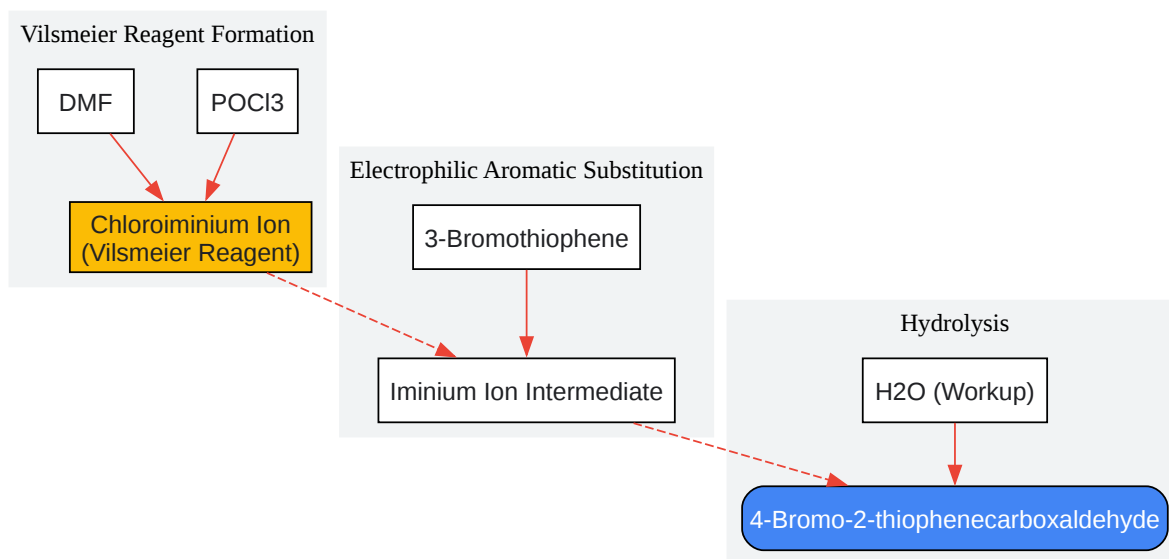 Vilsmeier Reagent Formation
DMF
POCl3
Chloroiminium Ion
(Vilsmeier Reagent)
Electrophilic Aromatic Substitution
3-Bromothiophene
Iminium Ion Intermediate
Hydrolysis
H2O (Workup)
4-Bromo-2-thiophenecarboxaldehyde